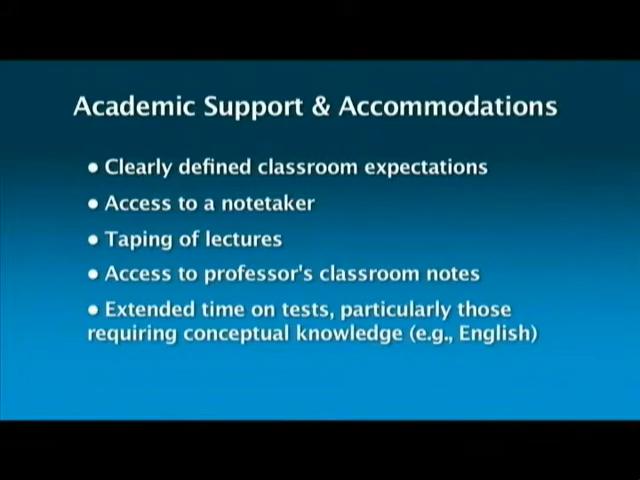 Academic Support & Accommodations
● Clearly defined classroom expectations
● Access to a notetaker
● Taping of lectures
● Access to professor's classroom notes
● Extended time on tests, particularly those
requiring conceptual knowledge (e.g., English)